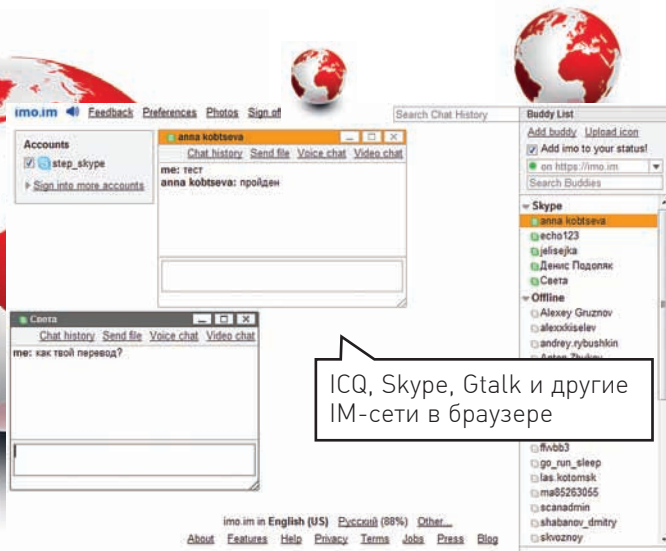 imo.im Feedback Preferences Photos Sign of
Search Chat History
Accounts
step_skype
Sign into more accounts
anna kobtseva
Chat history Send file Voice chat Video chat
me: тест
anna kobtseva: пройден
Света
Chat history Send file Voice chat Video chat
me: как твой перевод?
ICQ, Skype, Gtalk и другие
IM-сети в браузере
Buddy List
Add buddy Upload icon
Add imo to your status!
on https://imo.im
Search Buddies
Skype
anna kobtseva
echo123
jelisejka
Денис Подоляк
Света
Offline
Alexey Gruznov
alexxkiselev
andrey.rybushkin
Anton Zhukov
ffwbb3
go_run_sleep
las.kotomsk
ma85263055
scanadmin
shabanov_dmitry
skvoznoy
imo.im in English (US) Русский (88%) Other...
About Features Help Privacy Terms Jobs Press Blog